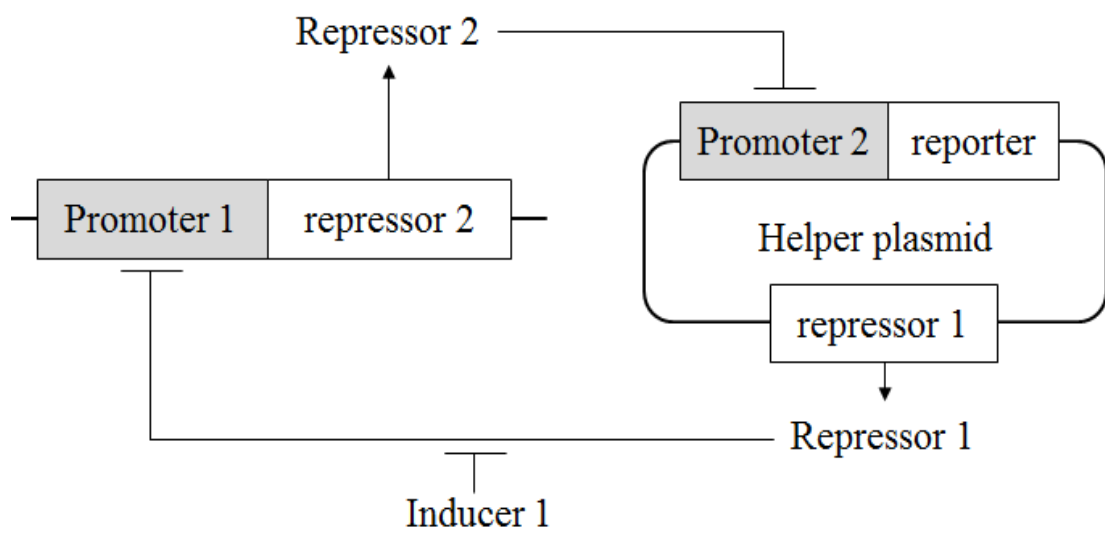 Repressor 2
Promoter 2 reporter
Promoter 1 repressor 2
Helper plasmid
repressor 1
Repressor 1
Inducer 1